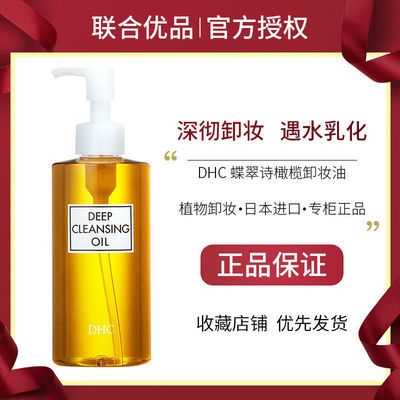 联合优品|官方授权
深彻卸妆 遇水乳化
DHC 蝶翠诗橄榄卸妆油
植物卸妆•日本进口•专柜正品
正品保证
收藏店铺 优先发货
DEEP
CLEANSING
OIL
DHC